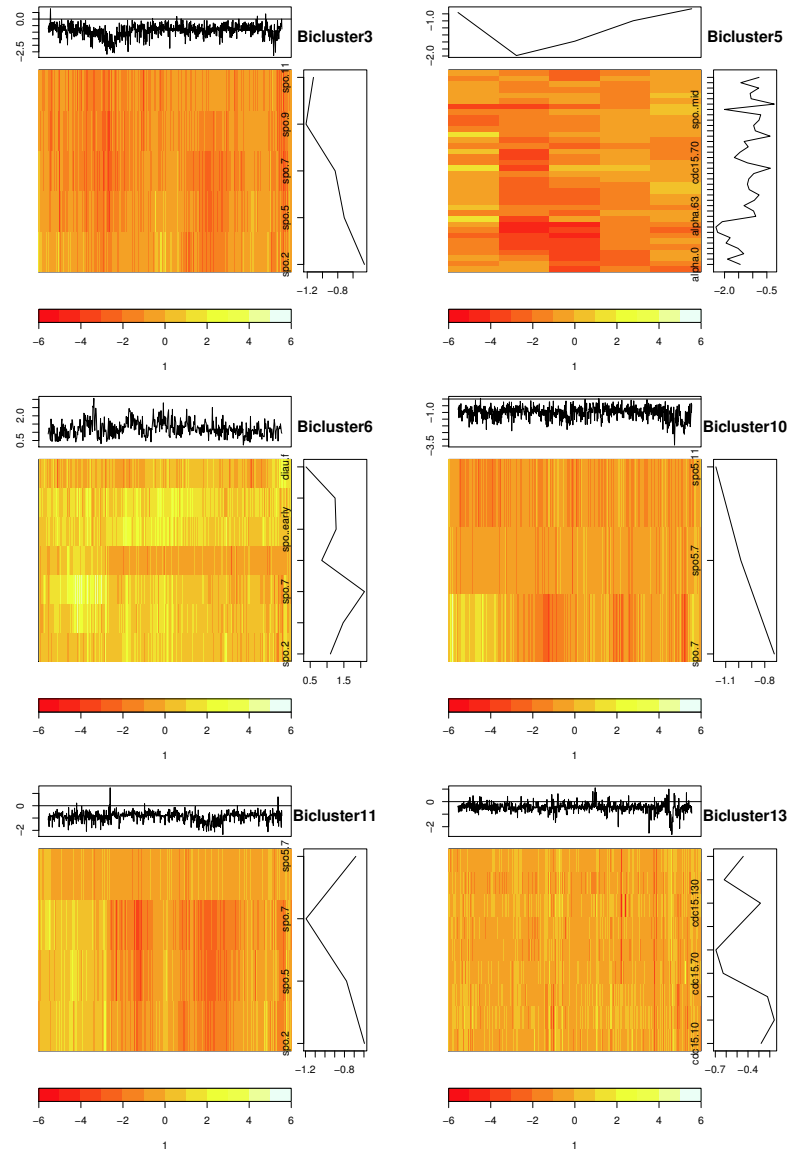 0.0
−2.5
Bicluster3
spo.11
spo.9
spo.7
spo.5
spo.2
−1.2 −0.8
−6 −4 −2 0 2 4 6
1
−1.0
−2.0
Bicluster5
spo..mid
cdc15.70
alpha.63
alpha.0
−2.0 −0.5
−6 −4 −2 0 2 4 6
1
2.0
0.5
Bicluster6
diau.f
spo..early
spo.7
spo.2
0.5 1.5
−6 −4 −2 0 2 4 6
1
−1.0
−3.5
Bicluster10
spo5.11
spo5.7
spo.7
−1.1 −0.8
−6 −4 −2 0 2 4 6
1
0
−2
Bicluster11
spo5.7
spo.7
spo.5
spo.2
−1.2 −0.8
−6 −4 −2 0 2 4 6
1
0
−2
Bicluster13
cdc15.130
cdc15.70
cdc15.10
−0.7 −0.4
−6 −4 −2 0 2 4 6
1